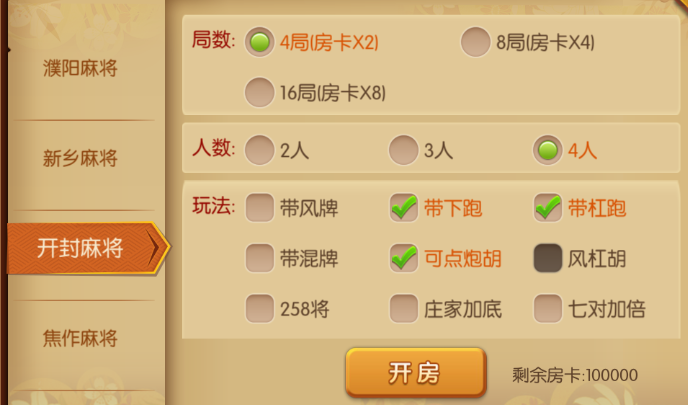 濮阳麻将
新乡麻将
开封麻将
焦作麻将
局数: 4局(房卡X2) 8局(房卡X4)
16局(房卡X8)
人数: 2人 3人 4人
玩法: 带风牌 带下跑 带杠跑
带混牌 可点炮胡 风杠胡
258将 庄家加底 七对加倍
开房 剩余房卡:100000